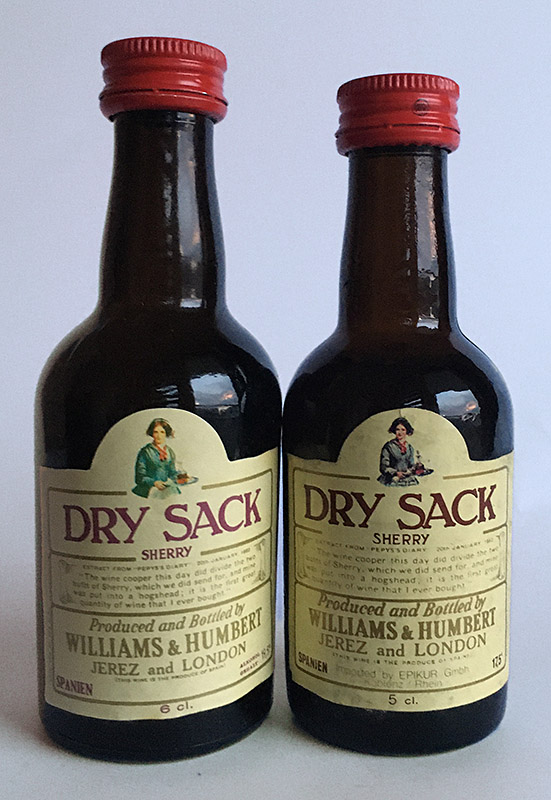 DRY SACK
SHERRY
EXTRACT FROM "PEPYS'S DIARY" 20TH JANUARY 1662
"The wine cooper this day did divide the two
butts of Sherry, which we did send for, and mine
was put into a hogshead; it is the first great
quantity of wine that I ever bought."
Produced and Bottled by
WILLIAMS & HUMBERT
JEREZ and LONDON
(THIS WINE IS THE PRODUCE OF SPAIN)
SPANIEN
6 cl.
DRY SACK
SHERRY
EXTRACT FROM "PEPYS'S DIARY" 20TH JANUARY 1662
"The wine cooper this day did divide the two
butts of Sherry, which we did send for, and mine
was put into a hogshead; it is the first great
quantity of wine that I ever bought."
Produced and Bottled by
WILLIAMS & HUMBERT
JEREZ and LONDON
(THIS WINE IS THE PRODUCE OF SPAIN)
SPANIEN
Imported by EPIKUR Gmbh
Koblenz / Rhein
5 cl.